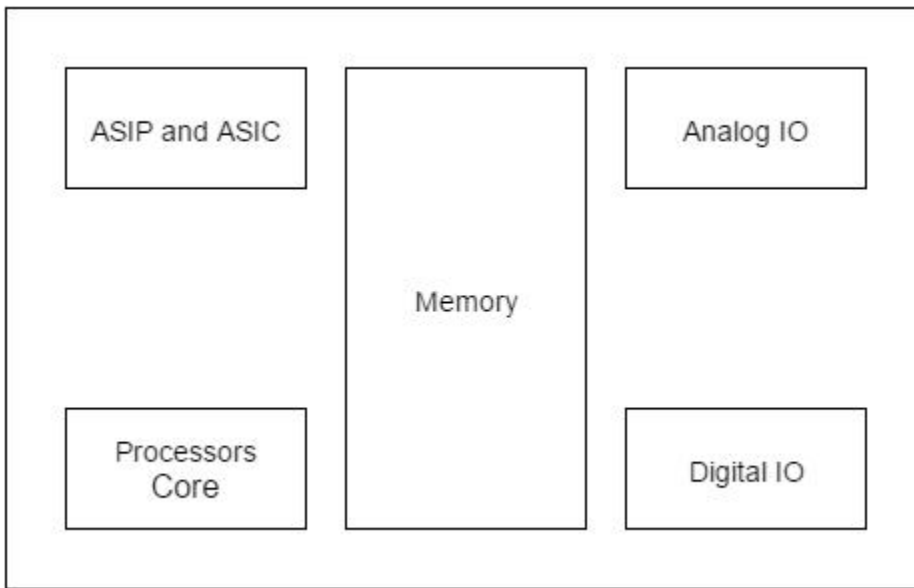 ASIP and ASIC
Analog IO
Memory
Processors
Core
Digital IO